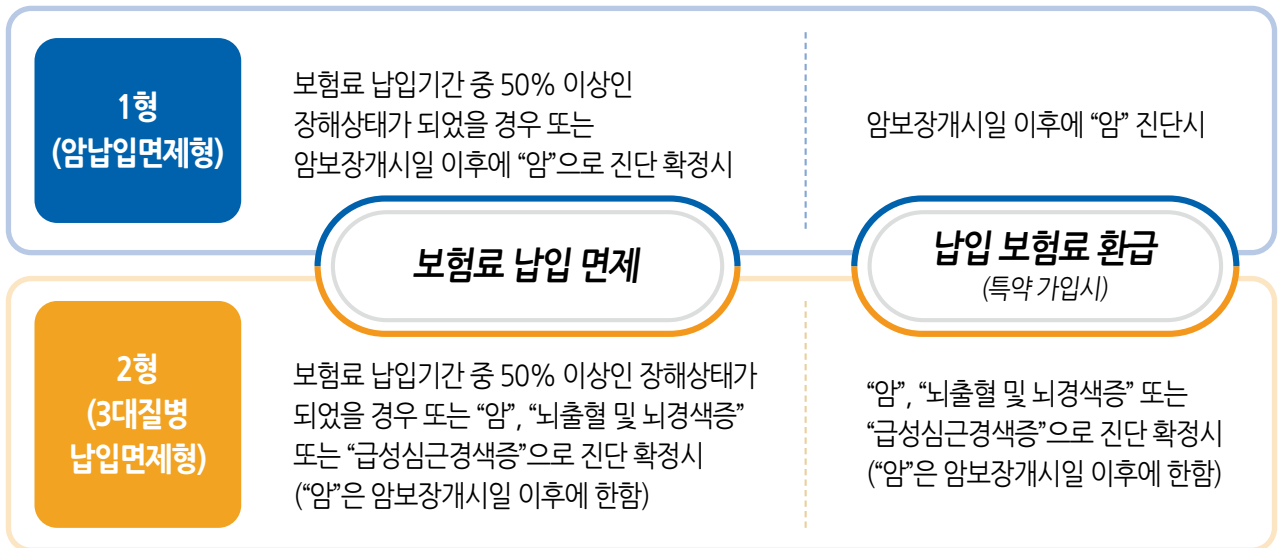 1형
(암납입면제형)
보험료 납입기간 중 50% 이상인
장해상태가 되었을 경우 또는
암보장개시일 이후에 “암”으로 진단 확정시
암보장개시일 이후에 “암” 진단시
보험료 납입 면제
납입 보험료 환급
(특약 가입시)
2형
(3대질병
납입면제형)
보험료 납입기간 중 50% 이상인 장해상태가
되었을 경우 또는 “암”, “뇌출혈 및 뇌경색증”
또는 “급성심근경색증”으로 진단 확정시
(“암”은 암보장개시일 이후에 한함)
“암”, “뇌출혈 및 뇌경색증” 또는
“급성심근경색증”으로 진단 확정시
(“암”은 암보장개시일 이후에 한함)